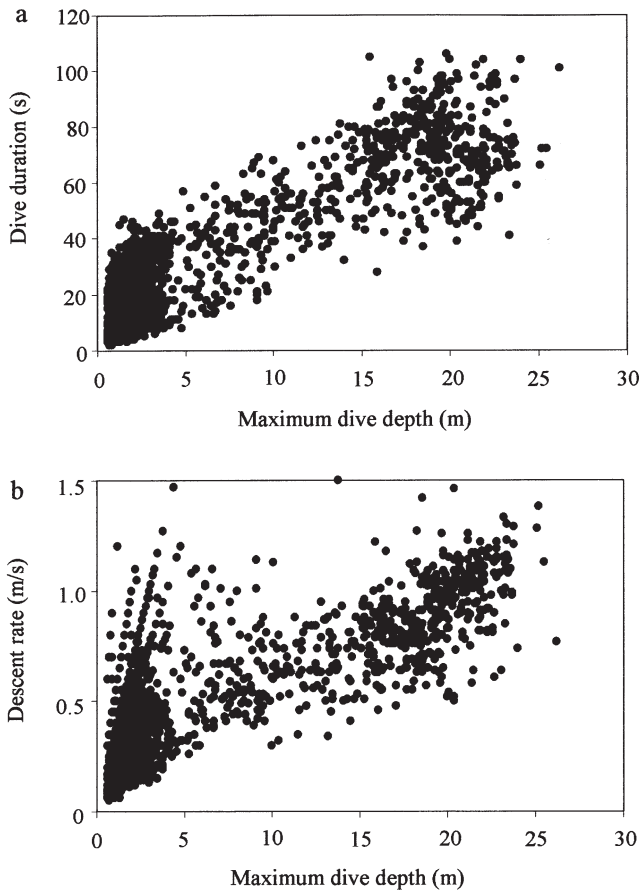 a
120
100
80
60
40
20
0
Dive duration (s)
0 5 10 15 20 25 30
Maximum dive depth (m)
b
1.5
1.0
0.5
0
Descent rate (m/s)
0 5 10 15 20 25 30
Maximum dive depth (m)